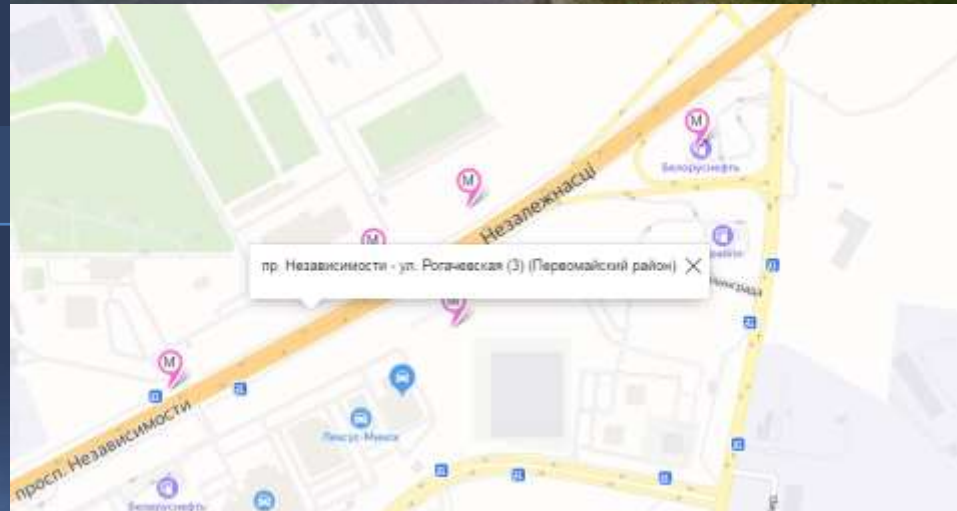 М
Белоруснефть
М
Незалежнасці
М
пр. Независимости - ул. Рогачевская (3) (Первомайский район)
М
М
просп. Независимости
Лексус-Минск
Белоруснефть